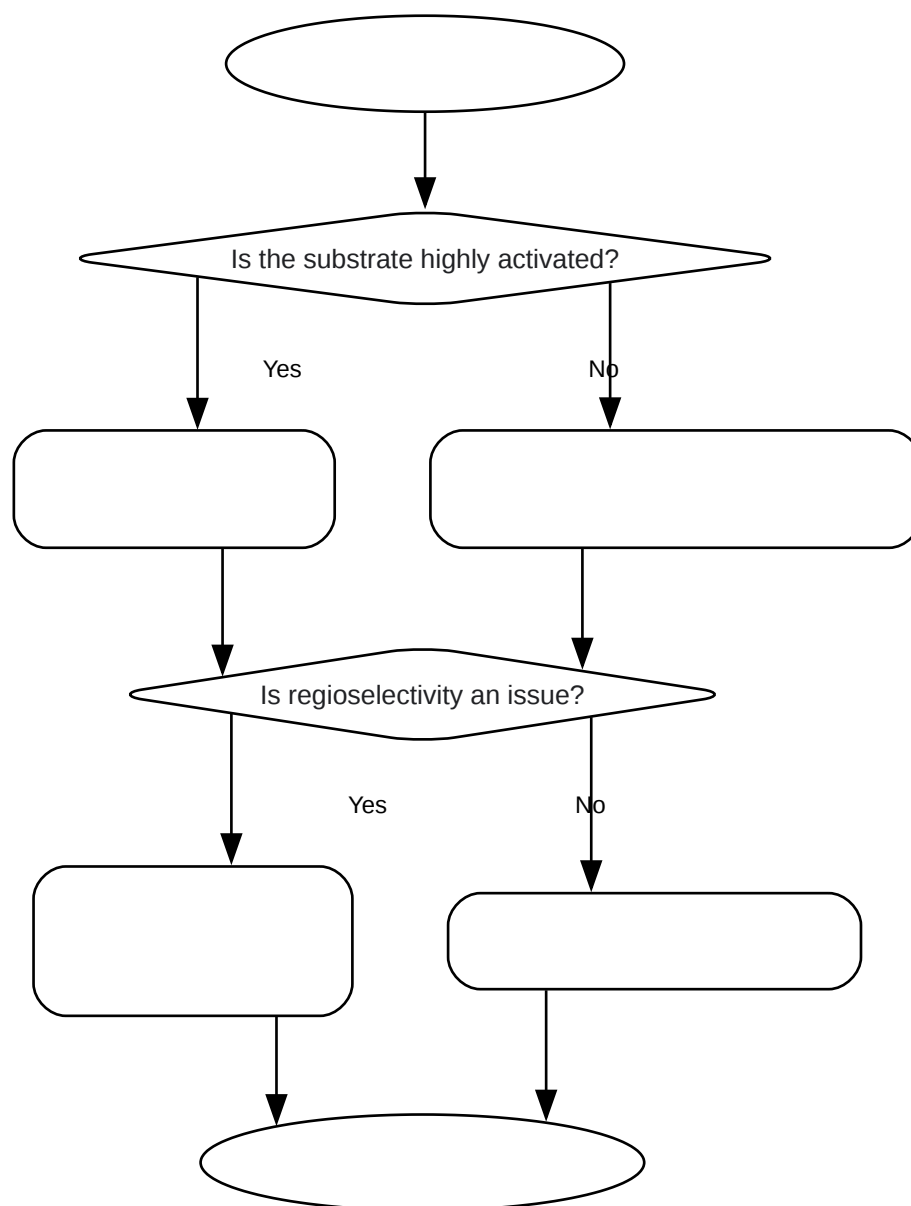 Is the substrate highly activated?
Yes
No
Is regioselectivity an issue?
Yes
No